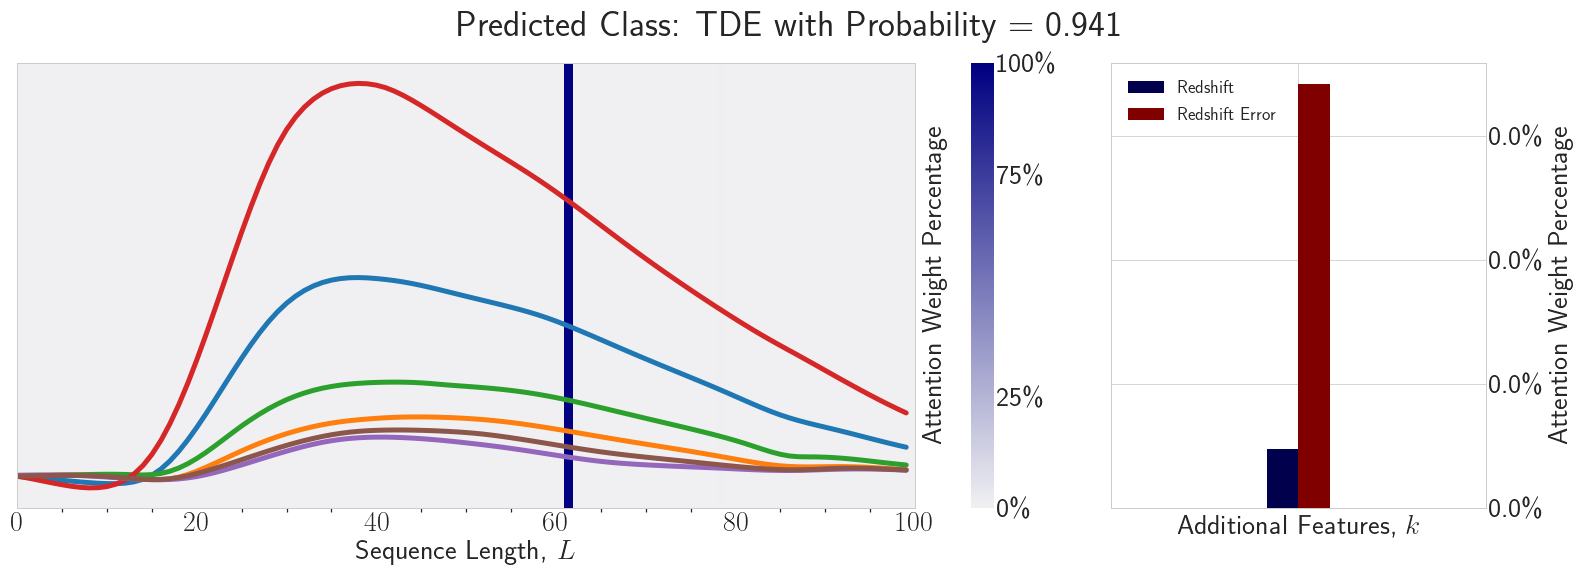 Predicted Class: TDE with Probability = 0.941
0
20
40
60
80
100
Sequence Length, L
Attention Weight Percentage
100%
75%
25%
0%
Redshift
Redshift Error
Additional Features, k
0.0%
0.0%
0.0%
0.0%
Attention Weight Percentage